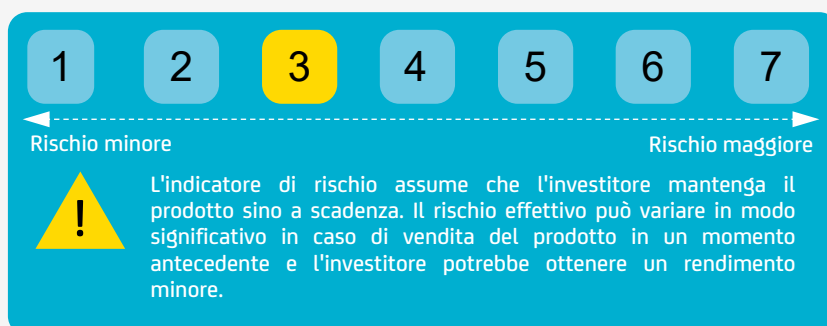 1 2 3 4 5 6 7
Rischio minore Rischio maggiore
!
L'indicatore di rischio assume che l'investitore mantenga il
prodotto sino a scadenza. Il rischio effettivo può variare in modo
significativo in caso di vendita del prodotto in un momento
antecedente e l'investitore potrebbe ottenere un rendimento
minore.